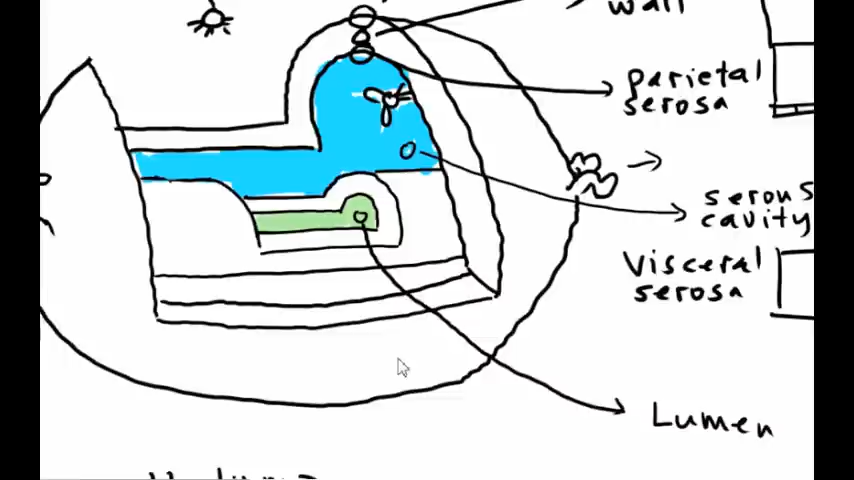 wall
parietal
serosa
serous
cavity
visceral
serosa
Lumen